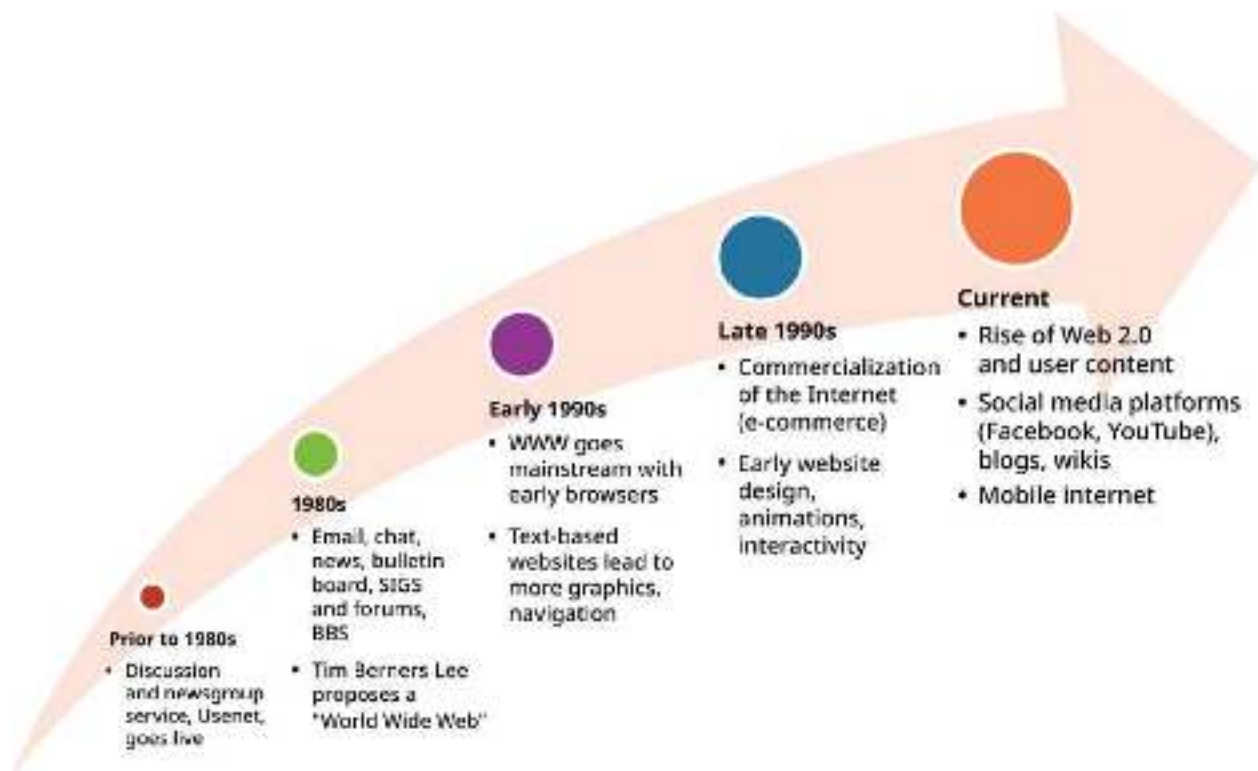 Prior to 1980s
• Discussion
and newsgroup
service, Usenet,
goes live
1980s
• Email, chat,
news, bulletin
board, SIGS
and forums,
BBS
• Tim Berners Lee
proposes a
"World Wide Web"
Early 1990s
• WWW goes
mainstream with
early browsers
• Text-based
websites lead to
more graphics,
navigation
Late 1990s
• Commercialization
of the Internet
(e-commerce)
• Early website
design,
animations,
interactivity
Current
• Rise of Web 2.0
and user content
• Social media platforms
(Facebook, YouTube),
blogs, wikis
• Mobile internet